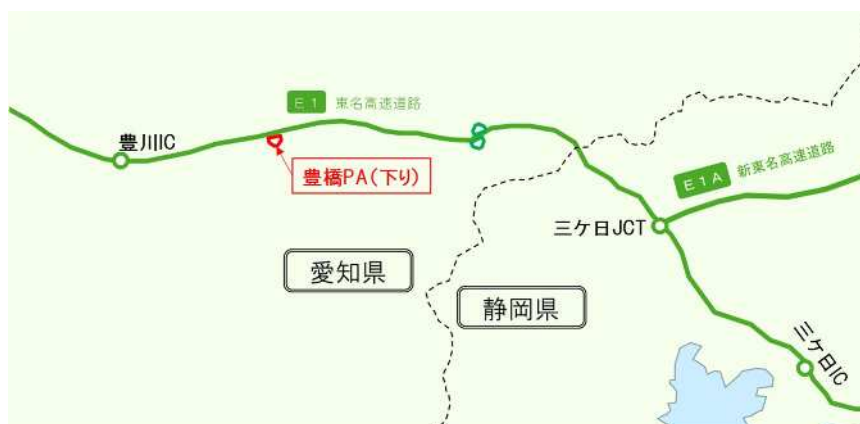 E1 東名高速道路
豊川IC
豊橋PA(下り)
E1A 新東名高速道路
三ケ日JCT
愛知県
静岡県
三ケ日IC